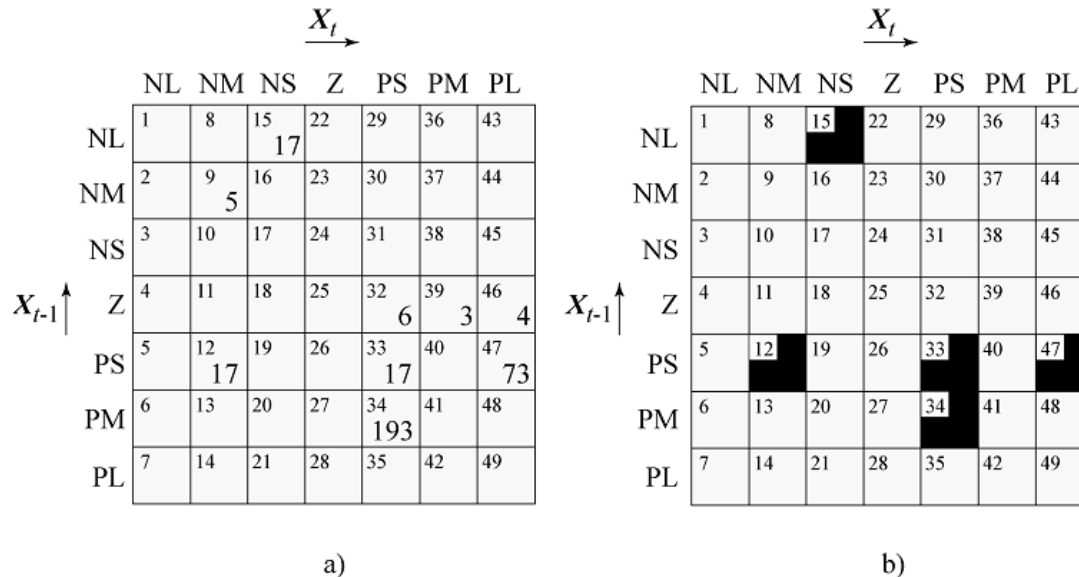 X_t X_t
NL NM NS Z PS PM PL NL NM NS Z PS PM PL
NL 1 8 15 22 29 36 43 NL 1 8 15 22 29 36 43
17
NM 2 9 16 23 30 37 44 NM 2 9 16 23 30 37 44
5
NS 3 10 17 24 31 38 45 NS 3 10 17 24 31 38 45
X_{t-1} Z 4 11 18 25 32 39 46 X_{t-1} Z 4 11 18 25 32 39 46
6 3 4
PS 5 12 19 26 33 40 47 PS 5 12 19 26 33 40 47
17 17 73
PM 6 13 20 27 34 41 48 PM 6 13 20 27 34 41 48
193
PL 7 14 21 28 35 42 49 PL 7 14 21 28 35 42 49
a) b)